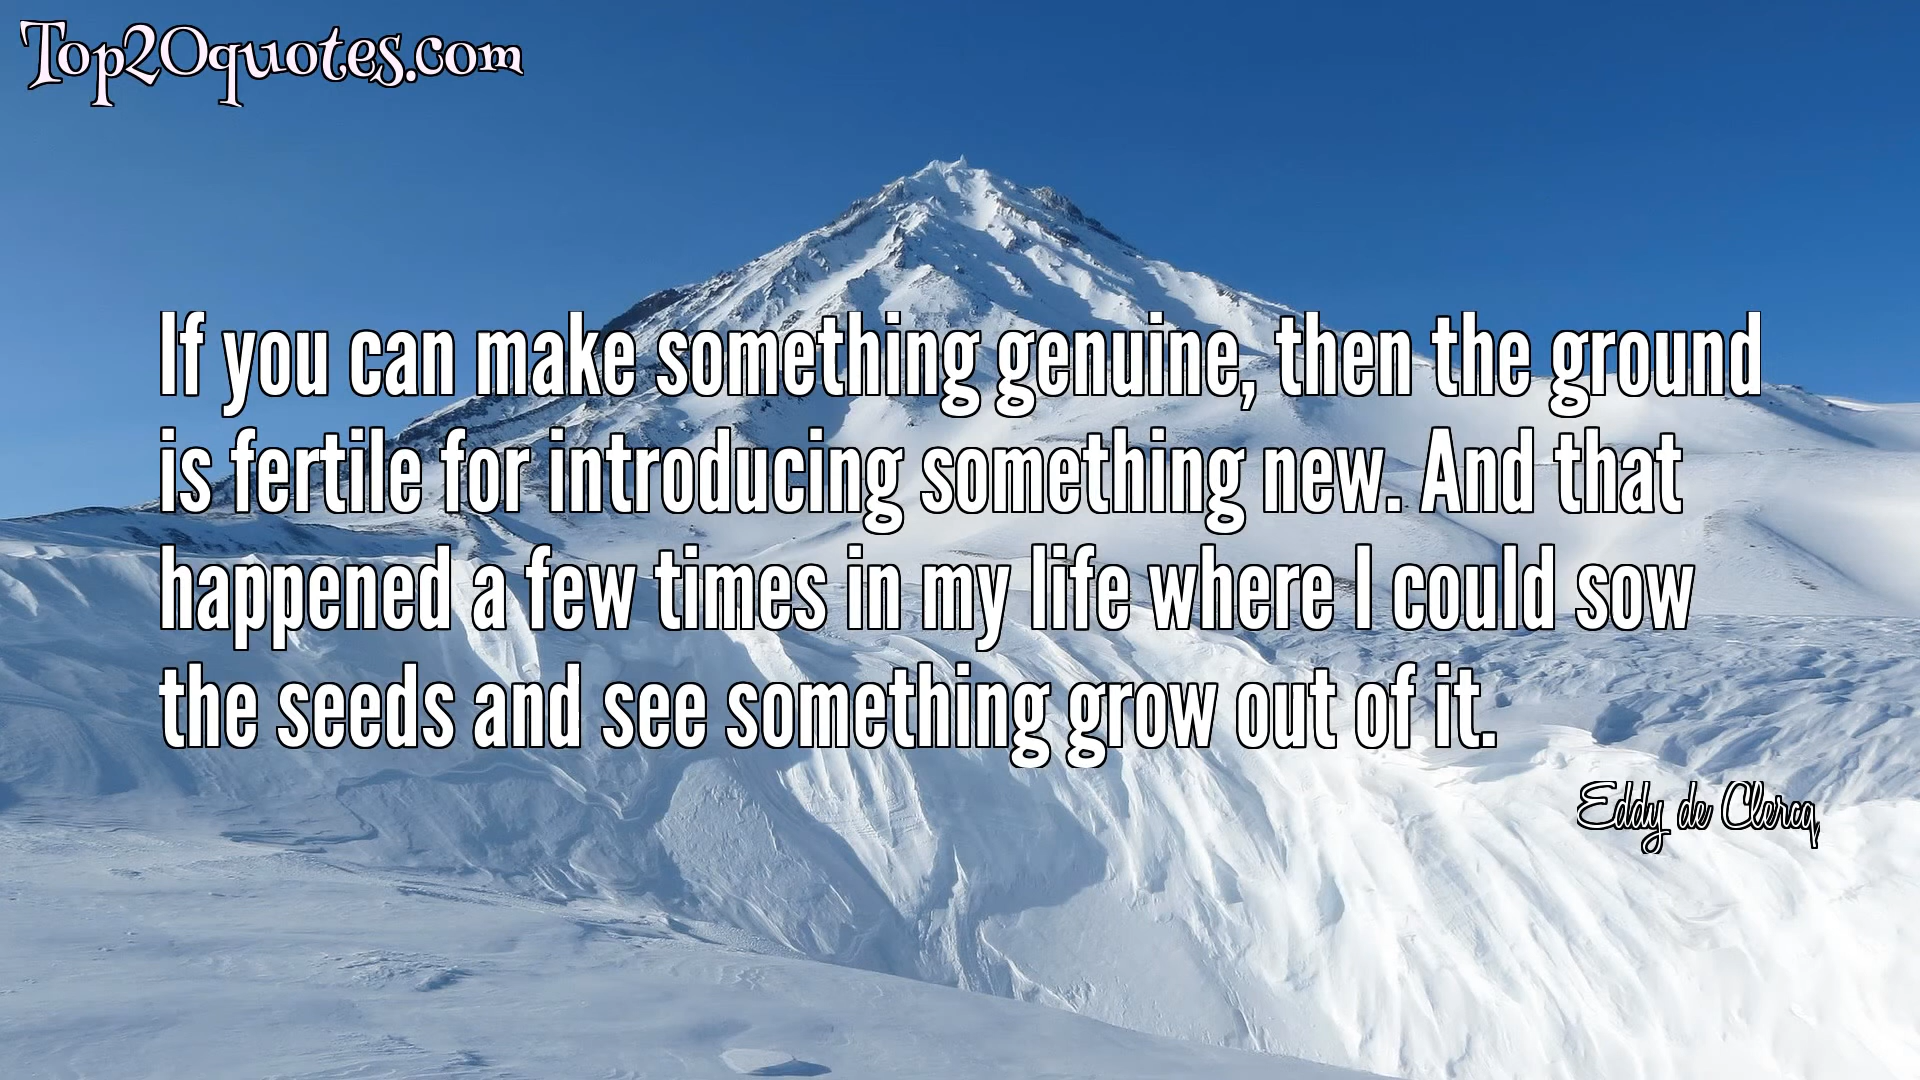 Top20quotes.com
If you can make something genuine, then the ground
is fertile for introducing something new. And that
happened a few times in my life where I could sow
the seeds and see something grow out of it.
Eddy de Clercq